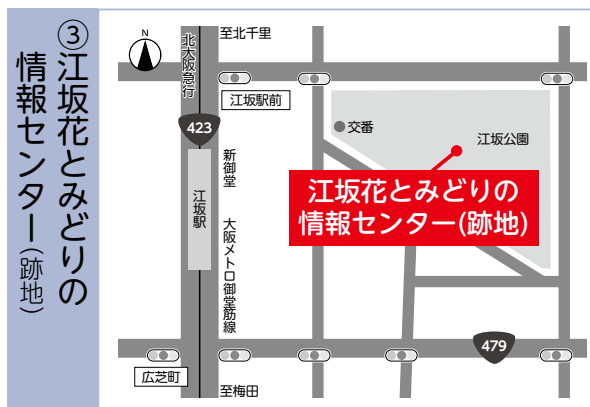 ③江坂花とみどりの
情報センター(跡地)
N
北大阪急行
至北千里
江坂駅前
423
交番
江坂公園
江坂花とみどりの
情報センター(跡地)
新御堂
江坂駅
大阪メトロ御堂筋線
479
広芝町
至梅田